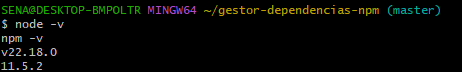 SENA@DESKTOP-BMPOLTR MINGW64 ~/gestor-dependencias-npm (master)
$ node -v
npm -v
v22.18.0
11.5.2